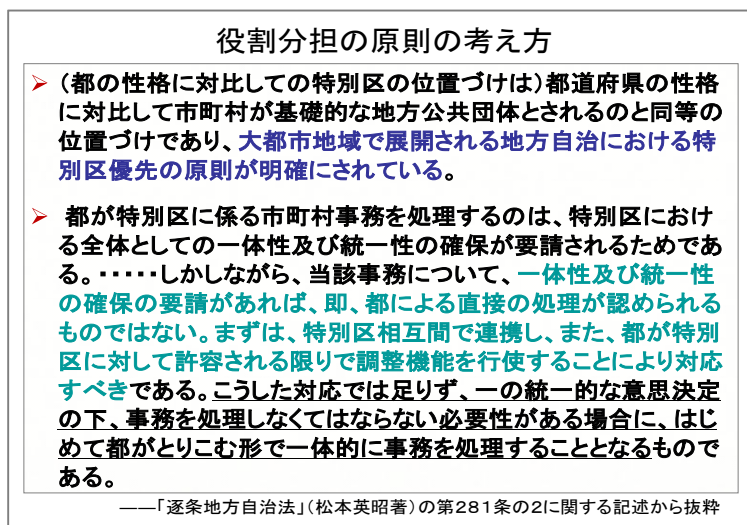 役割分担の原則の考え方
➢ (都の性格に対比しての特別区の位置づけは)都道府県の性格
に対比して市町村が基礎的な地方公共団体とされるのと同等の
位置づけであり、大都市地域で展開される地方自治における特
別区優先の原則が明確にされている。
➢ 都が特別区に係る市町村事務を処理するのは、特別区におけ
る全体としての一体性及び統一性の確保が要請されるためであ
る。・・・・・しかしながら、当該事務について、一体性及び統一性
の確保の要請があれば、即、都による直接の処理が認められる
ものではない。まずは、特別区相互間で連携し、また、都が特別
区に対して許容される限りで調整機能を行使することにより対応
すべきである。こうした対応では足りず、一の統一的な意思決定
の下、事務を処理しなくてはならない必要性がある場合に、はじ
めて都がとりこむ形で一体的に事務を処理することとなるもので
ある。
——「逐条地方自治法」(松本英昭著)の第281条の2に関する記述から抜粋